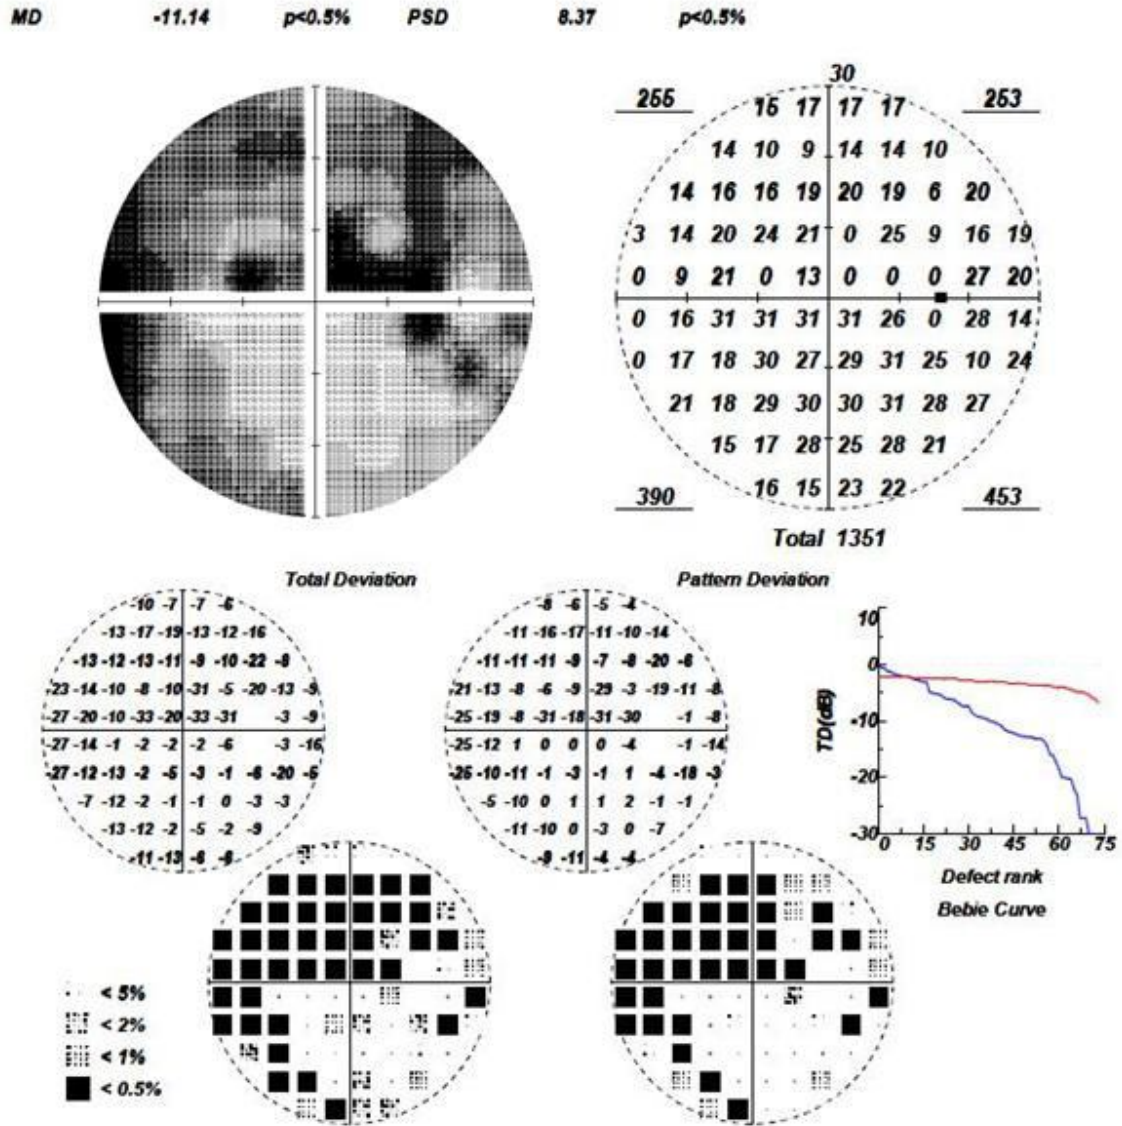 MD -11.14 p<0.5% PSD 8.37 p<0.5%
30
255 15 17 17 17 253
14 10 9 14 14 10
14 16 16 19 20 19 6 20
3 14 20 24 21 0 25 9 16 19
0 9 21 0 13 0 0 0 27 20
0 16 31 31 31 31 26 0 28 14
0 17 18 30 27 29 31 25 10 24
21 18 29 30 30 31 28 27
15 17 28 25 28 21
390 16 15 23 22 453
Total 1351
Total Deviation
-10 -7 -7 -6
-13 -17 -19 -13 -12 -16
-13 -12 -13 -11 -9 -10 -22 -8
-23 -14 -10 -8 -10 -31 -5 -20 -13 -9
-27 -20 -10 -33 -20 -33 -31 -3 -9
-27 -14 -1 -2 -2 -2 -6 -3 -16
-27 -12 -13 -2 -5 -3 -1 -6 -20 -5
-7 -12 -2 -1 -1 0 -3 -3
-13 -12 -2 -5 -2 -9
-11 -13 -6 -6
Pattern Deviation
-8 -6 -5 -4
-11 -16 -17 -11 -10 -14
-11 -11 -11 -9 -7 -8 -20 -6
-21 -13 -8 -6 -9 -29 -3 -19 -11 -8
-25 -19 -8 -31 -18 -31 -30 -1 -8
-25 -12 1 0 0 0 -4 -1 -14
-25 -10 -11 -1 -3 -1 1 -4 -18 -3
-5 -10 0 1 1 2 -1 -1
-11 -10 0 -3 0 -7
-9 -11 -4 -4
10
0
-10
-20
-30
TD(dB)
0 15 30 45 60 75
Defect rank
Bebie Curve
< 5%
< 2%
< 1%
< 0.5%